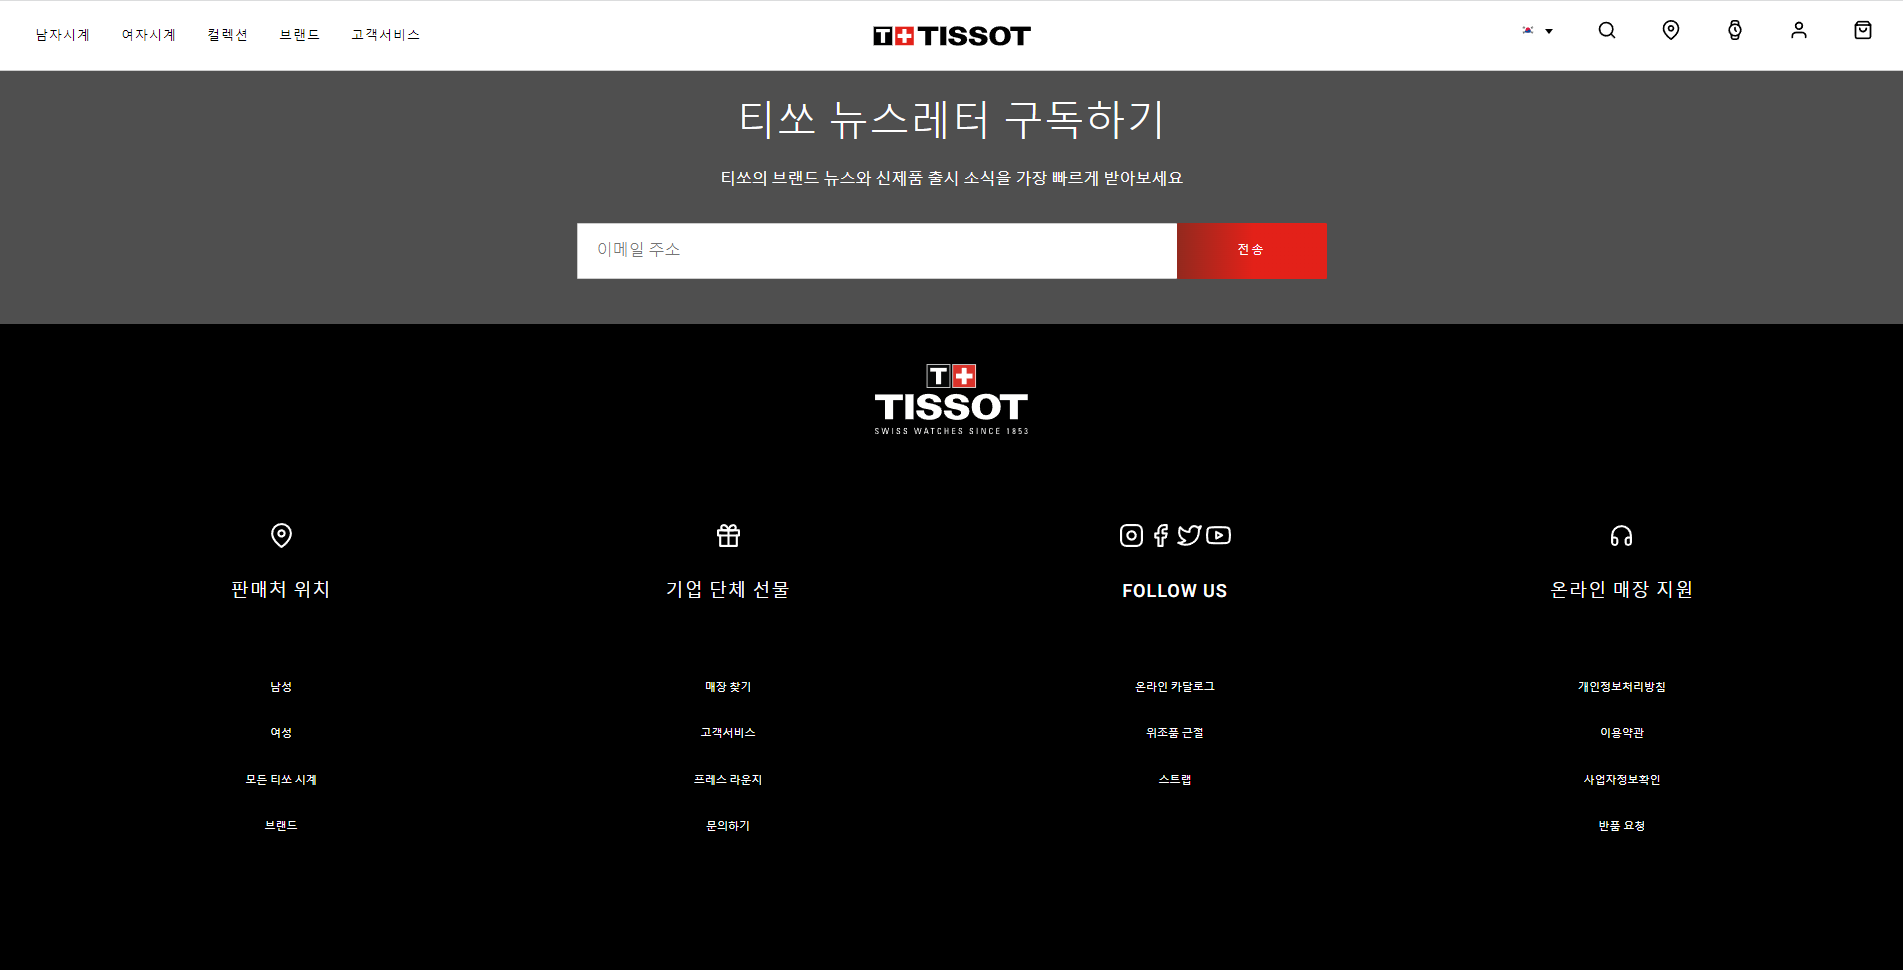 남자시계 여자시계 컬렉션 브랜드 고객서비스 T+TISSOT
티쏘 뉴스레터 구독하기
티쏘의 브랜드 뉴스와 신제품 출시 소식을 가장 빠르게 받아보세요
이메일 주소 전송
T+
TISSOT
SWISS WATCHES SINCE 1853
판매처 위치 기업 단체 선물 FOLLOW US 온라인 매장 지원
남성 매장 찾기 온라인 카달로그 개인정보처리방침
여성 고객서비스 위조품 근절 이용약관
모든 티쏘 시계 프레스 라운지 스트랩 사업자정보확인
브랜드 문의하기 반품 요청